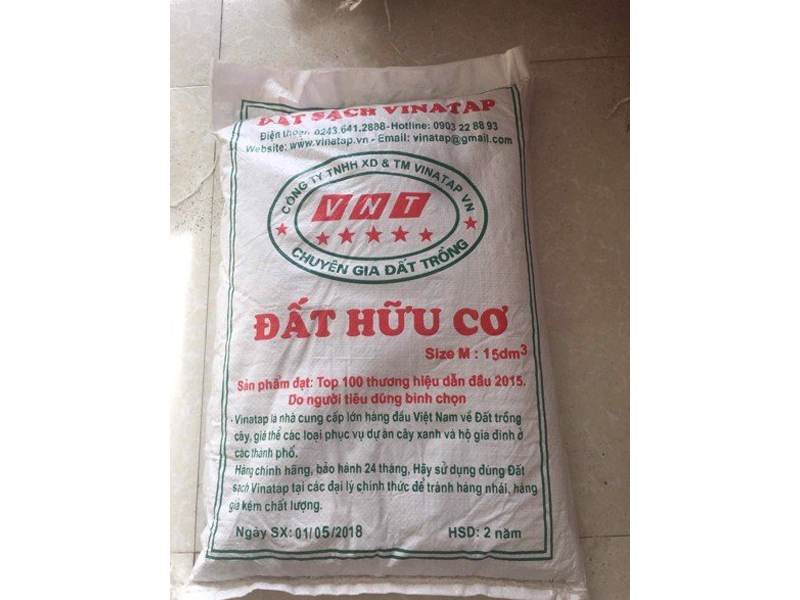 ĐẤT SẠCH VINATAP
Điện thoại: 0243.641.2888-Hotline: 0903 22 88 93
Website: www.vinatap.vn - Email: vinatap@gmail.com
CÔNG TY TNHH XD & TM VINATAP VN
VNT
CHUYÊN GIA ĐẤT TRỒNG
ĐẤT HỮU CƠ
Size M : 15dm³
Sản phẩm đạt: Top 100 thương hiệu dẫn đầu 2015.
Do người tiêu dùng bình chọn
- Vinatap là nhà cung cấp lớn hàng đầu Việt Nam về Đất trồng
cây, giá thể các loại phục vụ dự án cây xanh và hộ gia đình ở
các thành phố.
Hàng chính hãng, bảo hành 24 tháng, Hãy sử dụng đúng Đất
sạch Vinatap tại các đại lý chính thức để tránh hàng nhái, hàng
giả kém chất lượng.
Ngày SX: 01/05/2018
HSD: 2 năm